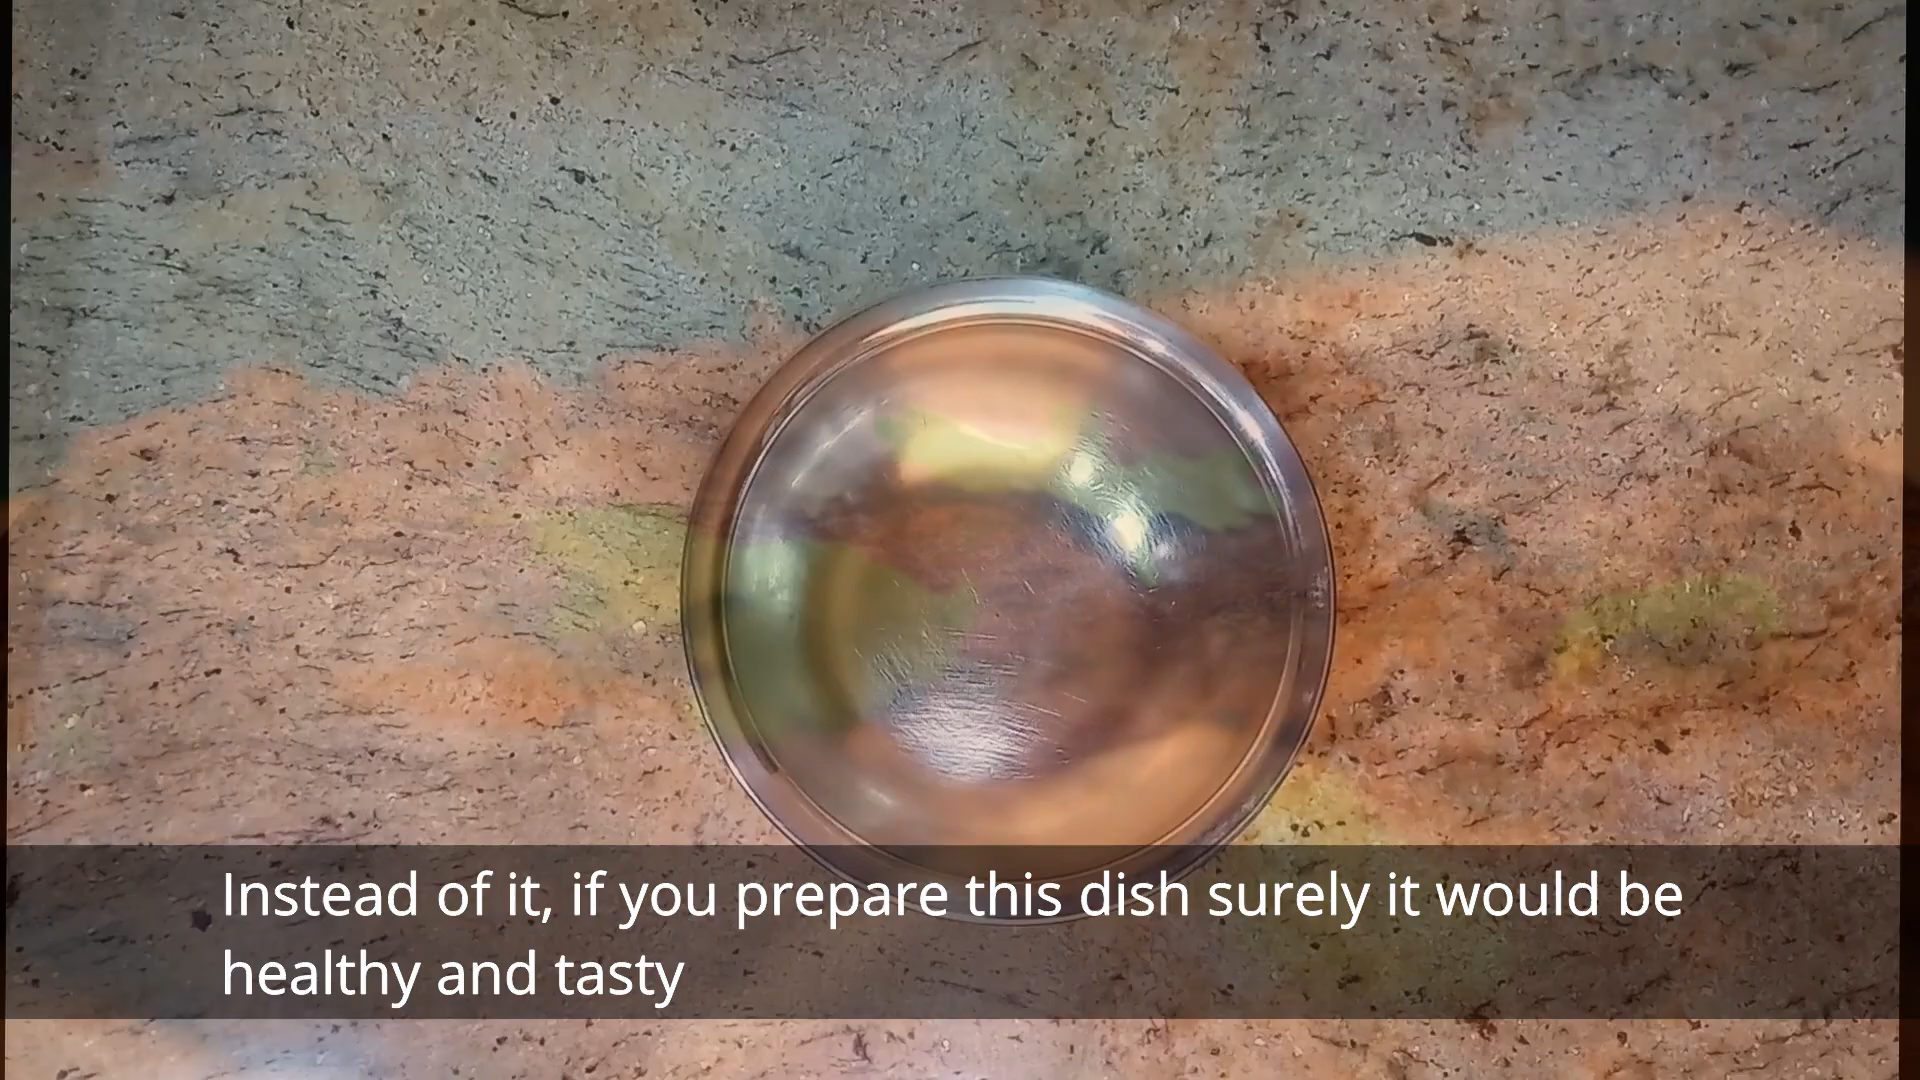 Instead of it, if you prepare this dish surely it would be
healthy and tasty